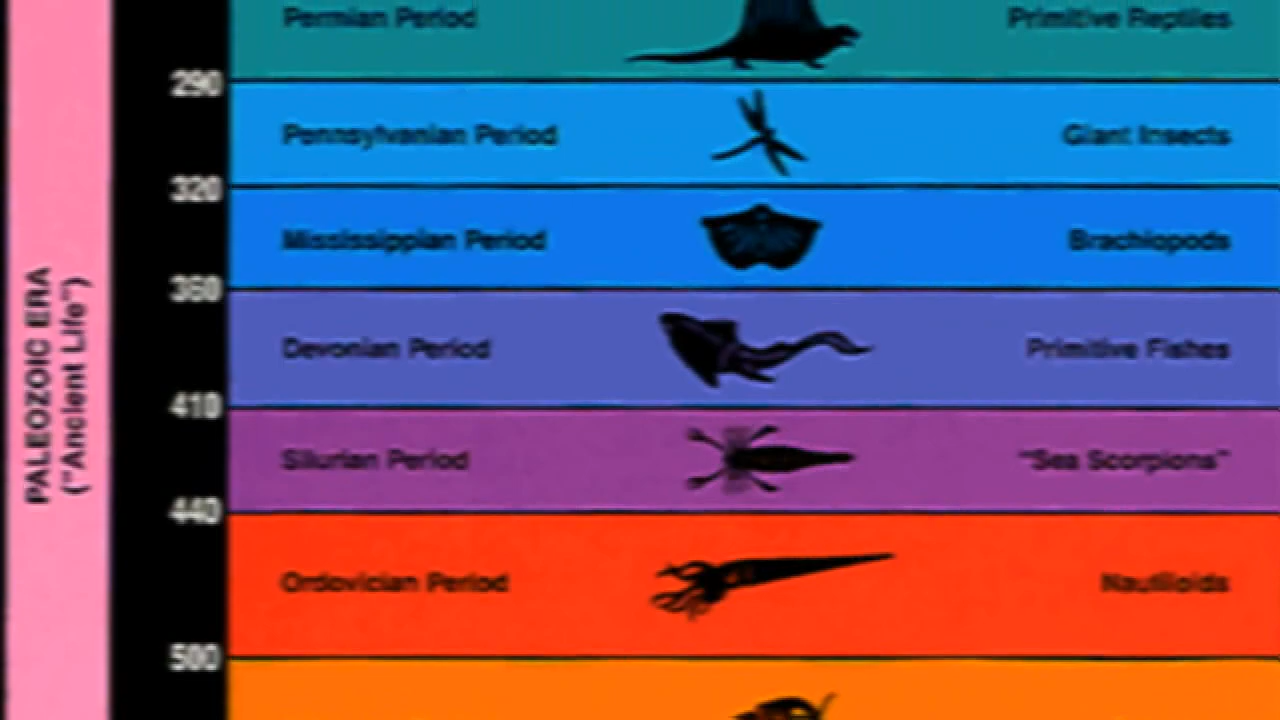 Permian Period Primitive Reptiles
290
Pennsylvanian Period Giant Insects
320
Mississippian Period Brachiopods
360
Devonian Period Primitive Fishes
410
Silurian Period "Sea Scorpions"
440
Ordovician Period Nautiloids
500
PALEOZOIC ERA
("Ancient Life")